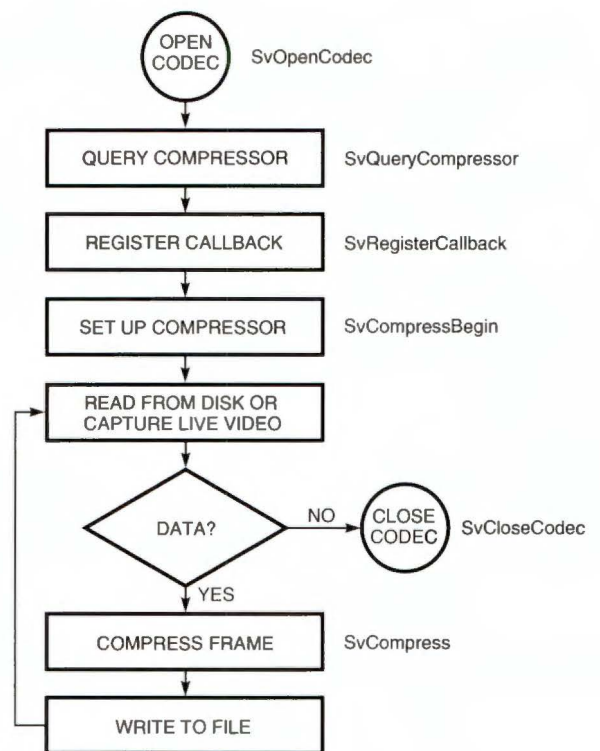 OPEN
CODEC
SvOpenCodec
QUERY COMPRESSOR
SvQueryCompressor
REGISTER CALLBACK
SvRegisterCallback
SET UP COMPRESSOR
SvCompressBegin
READ FROM DISK OR
CAPTURE LIVE VIDEO
DATA?
NO
CLOSE
CODEC
SvCloseCodec
YES
COMPRESS FRAME
SvCompress
WRITE TO FILE